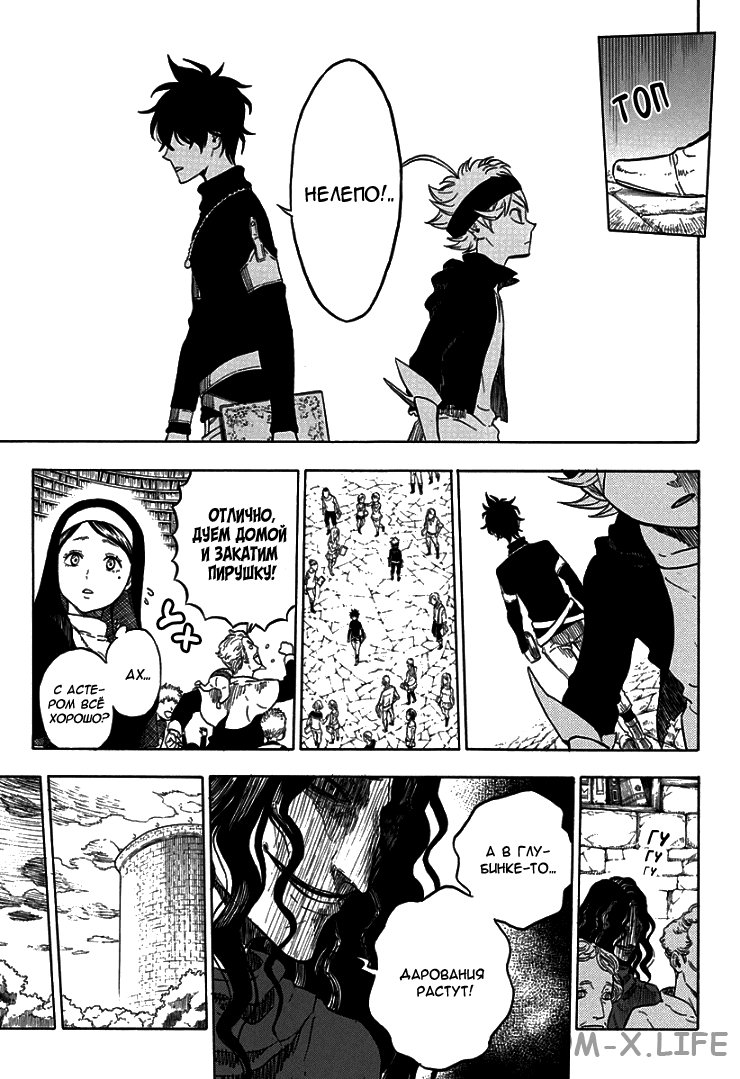 ТОП
НЕЛЕПО!..
ОТЛИЧНО,
ДУЕМ ДОМОЙ
И ЗАКАТИМ
ПИРУШКУ!
УХ
АХ...
С АСТЕ-
РОМ ВСЁ
ХОРОШО?
ГУ
ГУ
ГУ.
А В ГЛУ-
БИНКЕ-ТО...
ДАРОВАНИЯ
РАСТУТ!
OM-X.LIFE